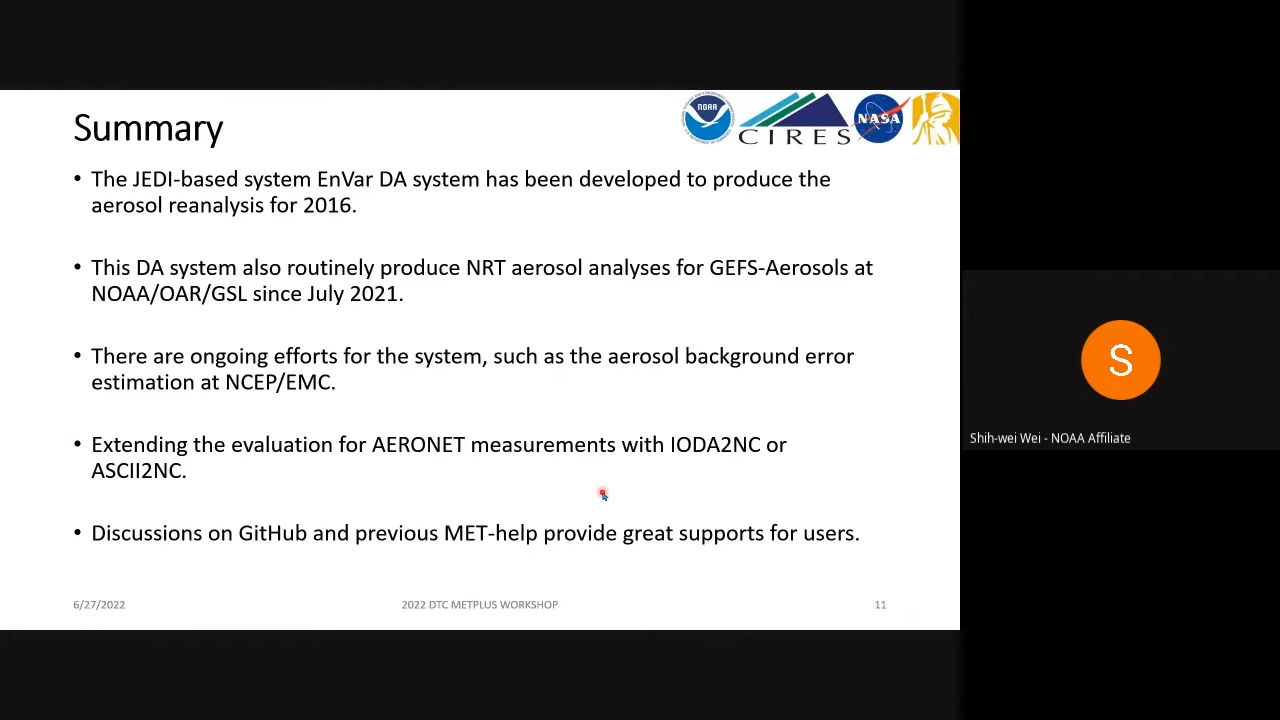 NOAA
CIRES
NASA
Summary
• The JEDI-based system EnVar DA system has been developed to produce the
aerosol reanalysis for 2016.
• This DA system also routinely produce NRT aerosol analyses for GEFS-Aerosols at
NOAA/OAR/GSL since July 2021.
• There are ongoing efforts for the system, such as the aerosol background error
estimation at NCEP/EMC.
• Extending the evaluation for AERONET measurements with IODA2NC or
ASCII2NC.
• Discussions on GitHub and previous MET-help provide great supports for users.
6/27/2022
2022 DTC METPLUS WORKSHOP
11
S
Shih-wei Wei - NOAA Affiliate